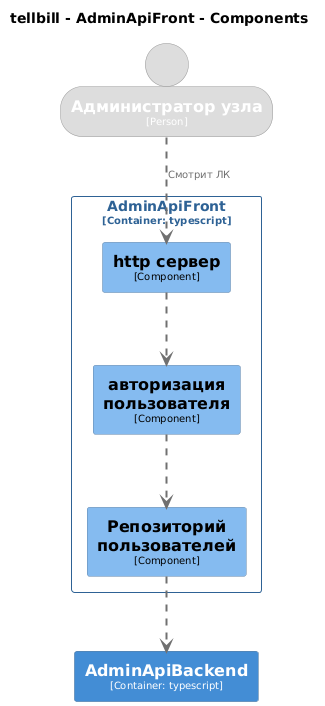 tellbill - AdminApiFront - Components
Администратор узла
[Person]
Смотрит ЛК
AdminApiFront
[Container: typescript]
http сервер
[Component]
авторизация
пользователя
[Component]
Репозиторий
пользователей
[Component]
AdminApiBackend
[Container: typescript]